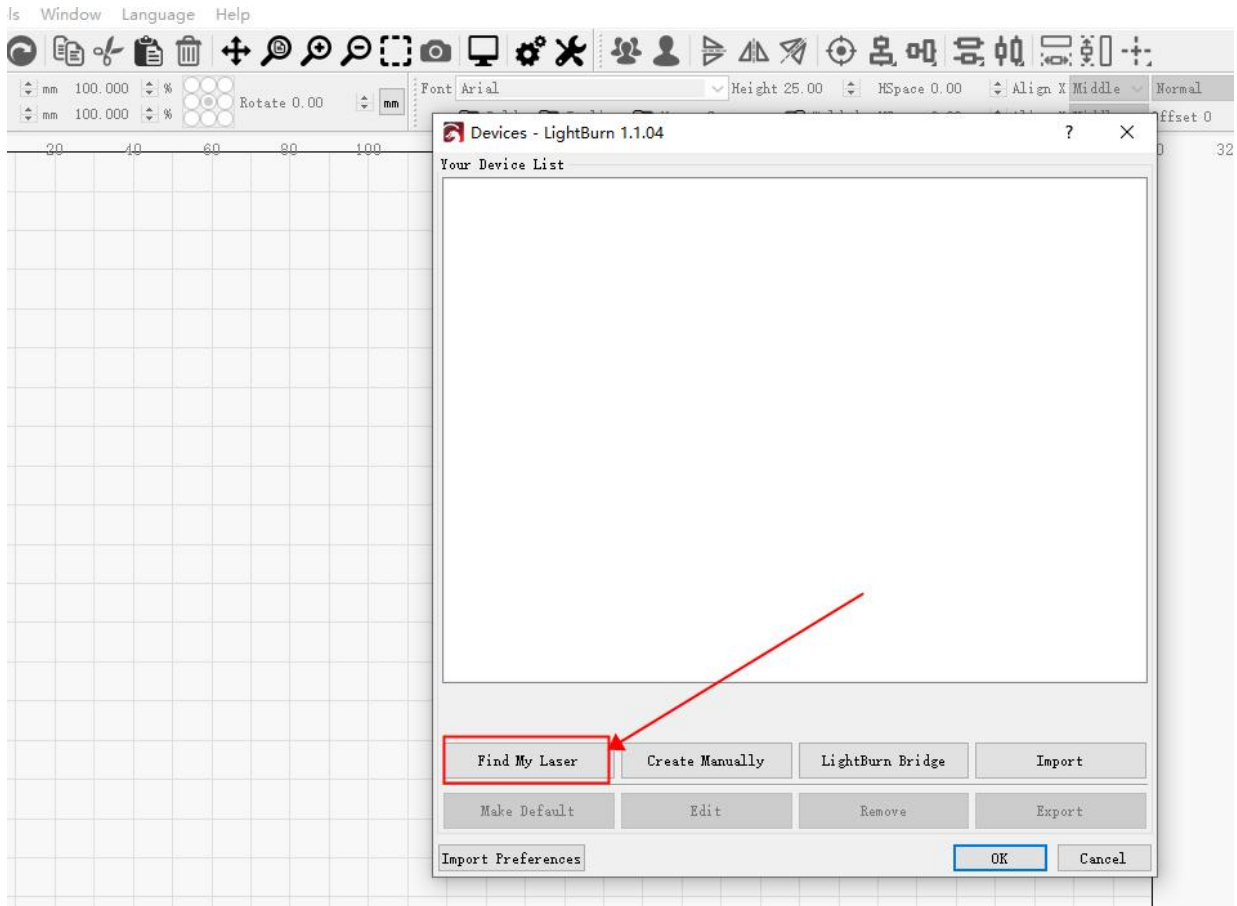 ls Window Language Help
mm 100.000 % Rotate 0.00 mm Font Arial Height 25.00 HSpace 0.00 Align X Middle Normal
mm 100.000 % Offset 0
20 40 60 80 100 32
Devices - LightBurn 1.1.04 ? ×
Your Device List
Find My Laser Create Manually LightBurn Bridge Import
Make Default Edit Remove Export
Import Preferences OK Cancel